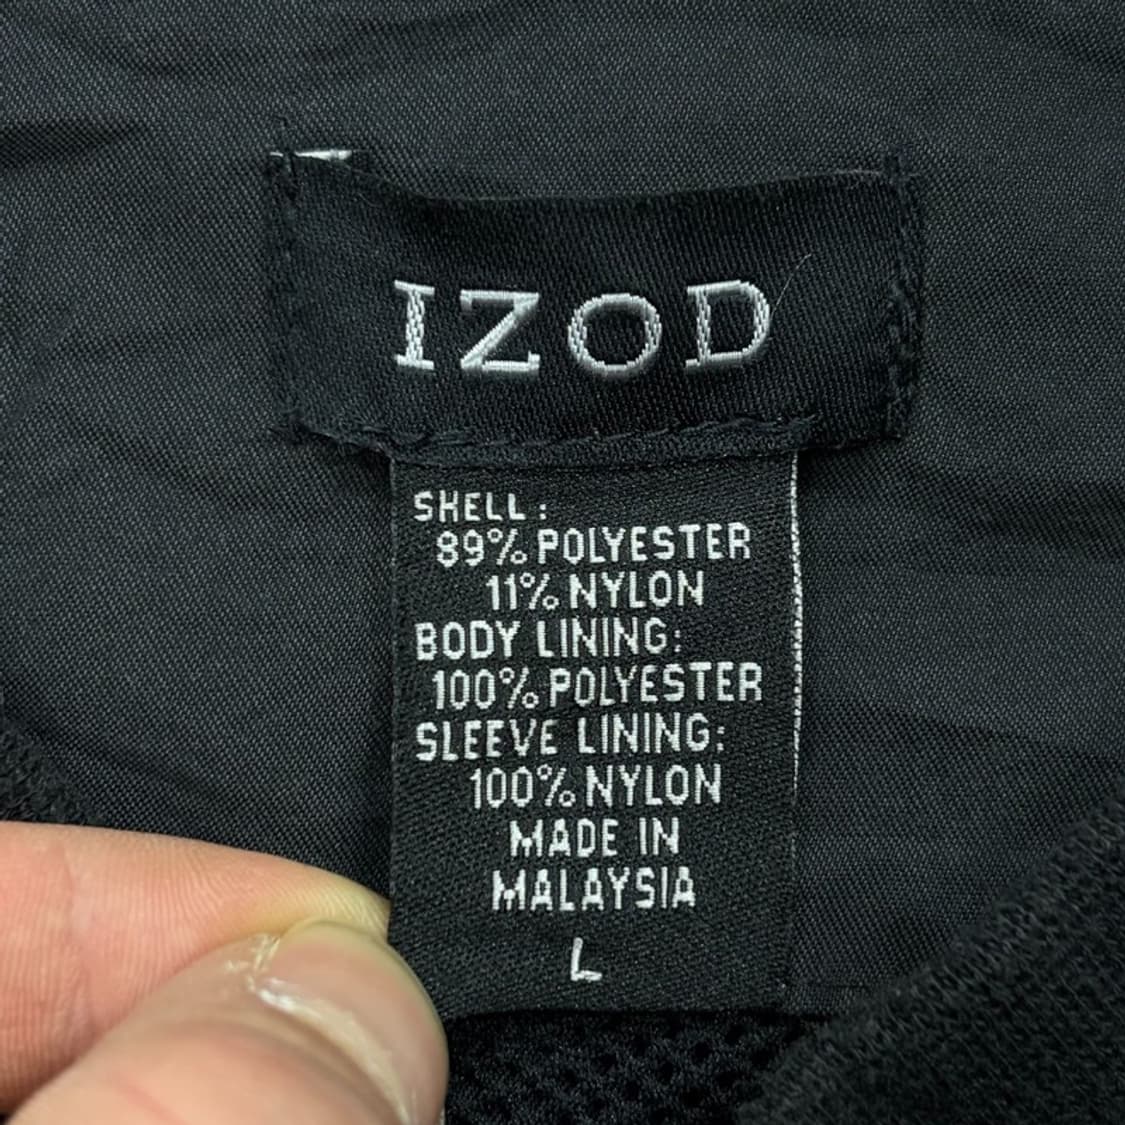 IZOD
SHELL:
89% POLYESTER
11% NYLON
BODY LINING:
100% POLYESTER
SLEEVE LINING:
100% NYLON
MADE IN
MALAYSIA
L